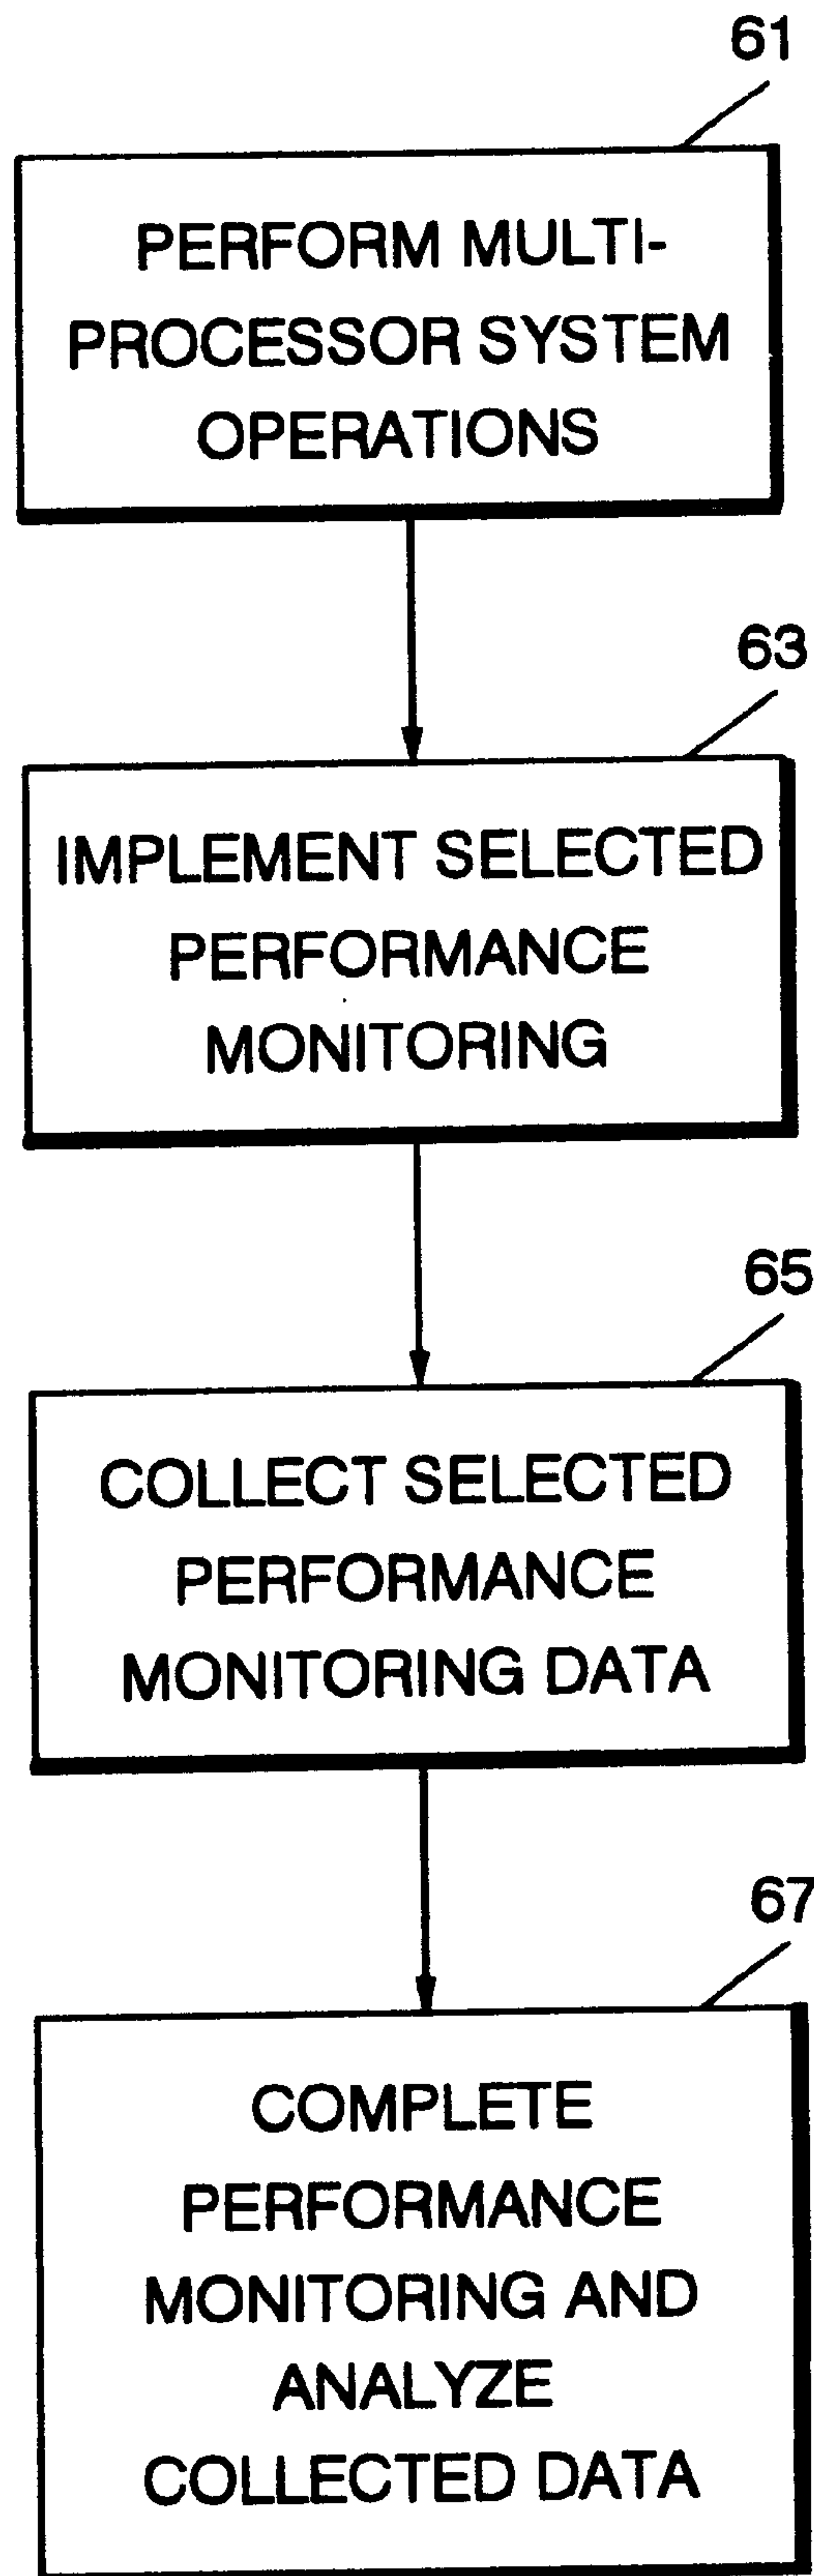 61
PERFORM MULTI-
PROCESSOR SYSTEM
OPERATIONS
63
IMPLEMENT SELECTED
PERFORMANCE
MONITORING
65
COLLECT SELECTED
PERFORMANCE
MONITORING DATA
67
COMPLETE
PERFORMANCE
MONITORING AND
ANALYZE
COLLECTED DATA